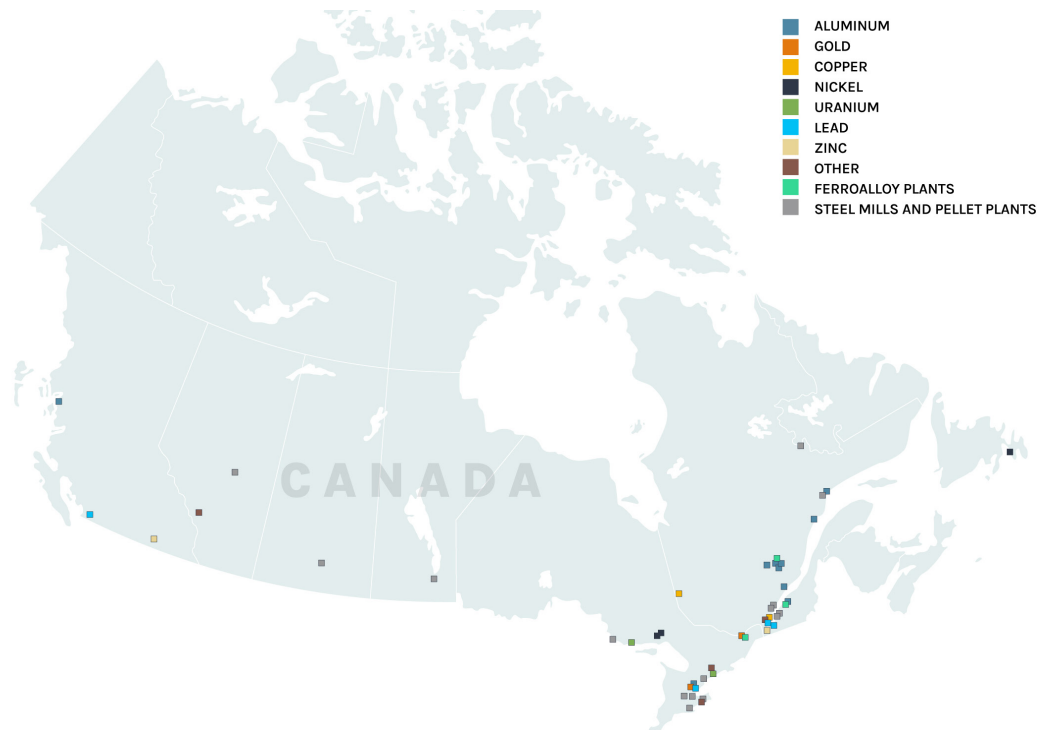 ALUMINUM
GOLD
COPPER
NICKEL
URANIUM
LEAD
ZINC
OTHER
FERROALLOY PLANTS
STEEL MILLS AND PELLET PLANTS
CANADA